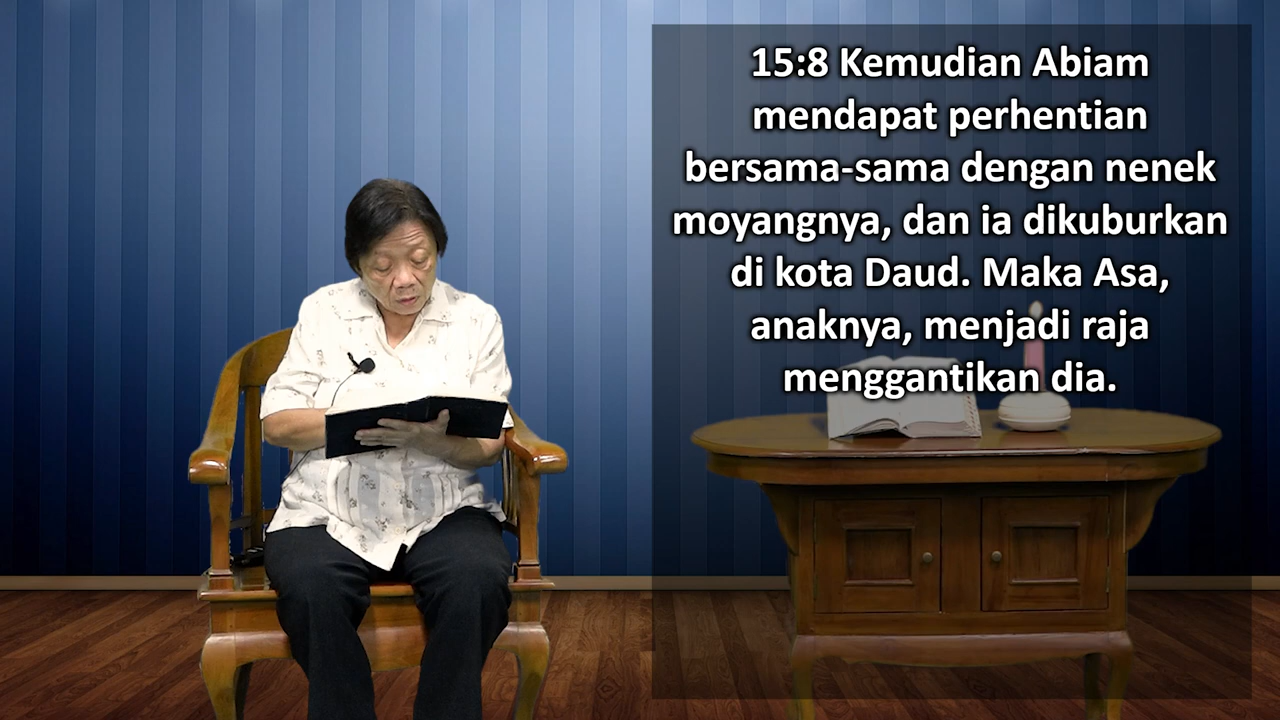 15:8 Kemudian Abiam
mendapat perhentian
bersama-sama dengan nenek
moyangnya, dan ia dikuburkan
di kota Daud. Maka Asa,
anaknya, menjadi raja
menggantikan dia.